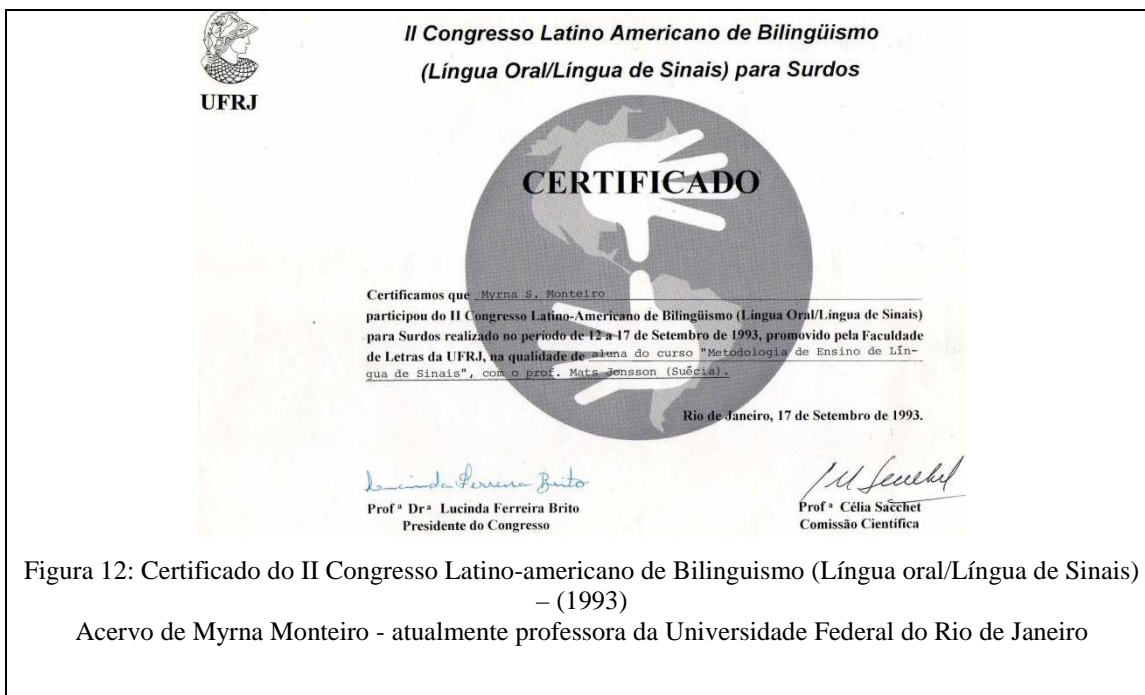 II Congresso Latino Americano de Bilingüismo
(Língua Oral/Língua de Sinais) para Surdos
UFRJ
CERTIFICADO
Certificamos que Myrna S. Monteiro
participou do II Congresso Latino-Americano de Bilingüismo (Língua Oral/Língua de Sinais)
para Surdos realizado no período de 12 a 17 de Setembro de 1993, promovido pela Faculdade
de Letras da UFRJ, na qualidade de aluna do curso "Metodologia de Ensino de Lín-
gua de Sinais", com o prof. Mats Jonsson (Suécia).
Rio de Janeiro, 17 de Setembro de 1993.
Lucinda Ferreira Brito
Profª Drª Lucinda Ferreira Brito
Presidente do Congresso
Profª Célia Sacchet
Comissão Científica
Figura 12: Certificado do II Congresso Latino-americano de Bilinguismo (Língua oral/Língua de Sinais)
– (1993)
Acervo de Myrna Monteiro - atualmente professora da Universidade Federal do Rio de Janeiro